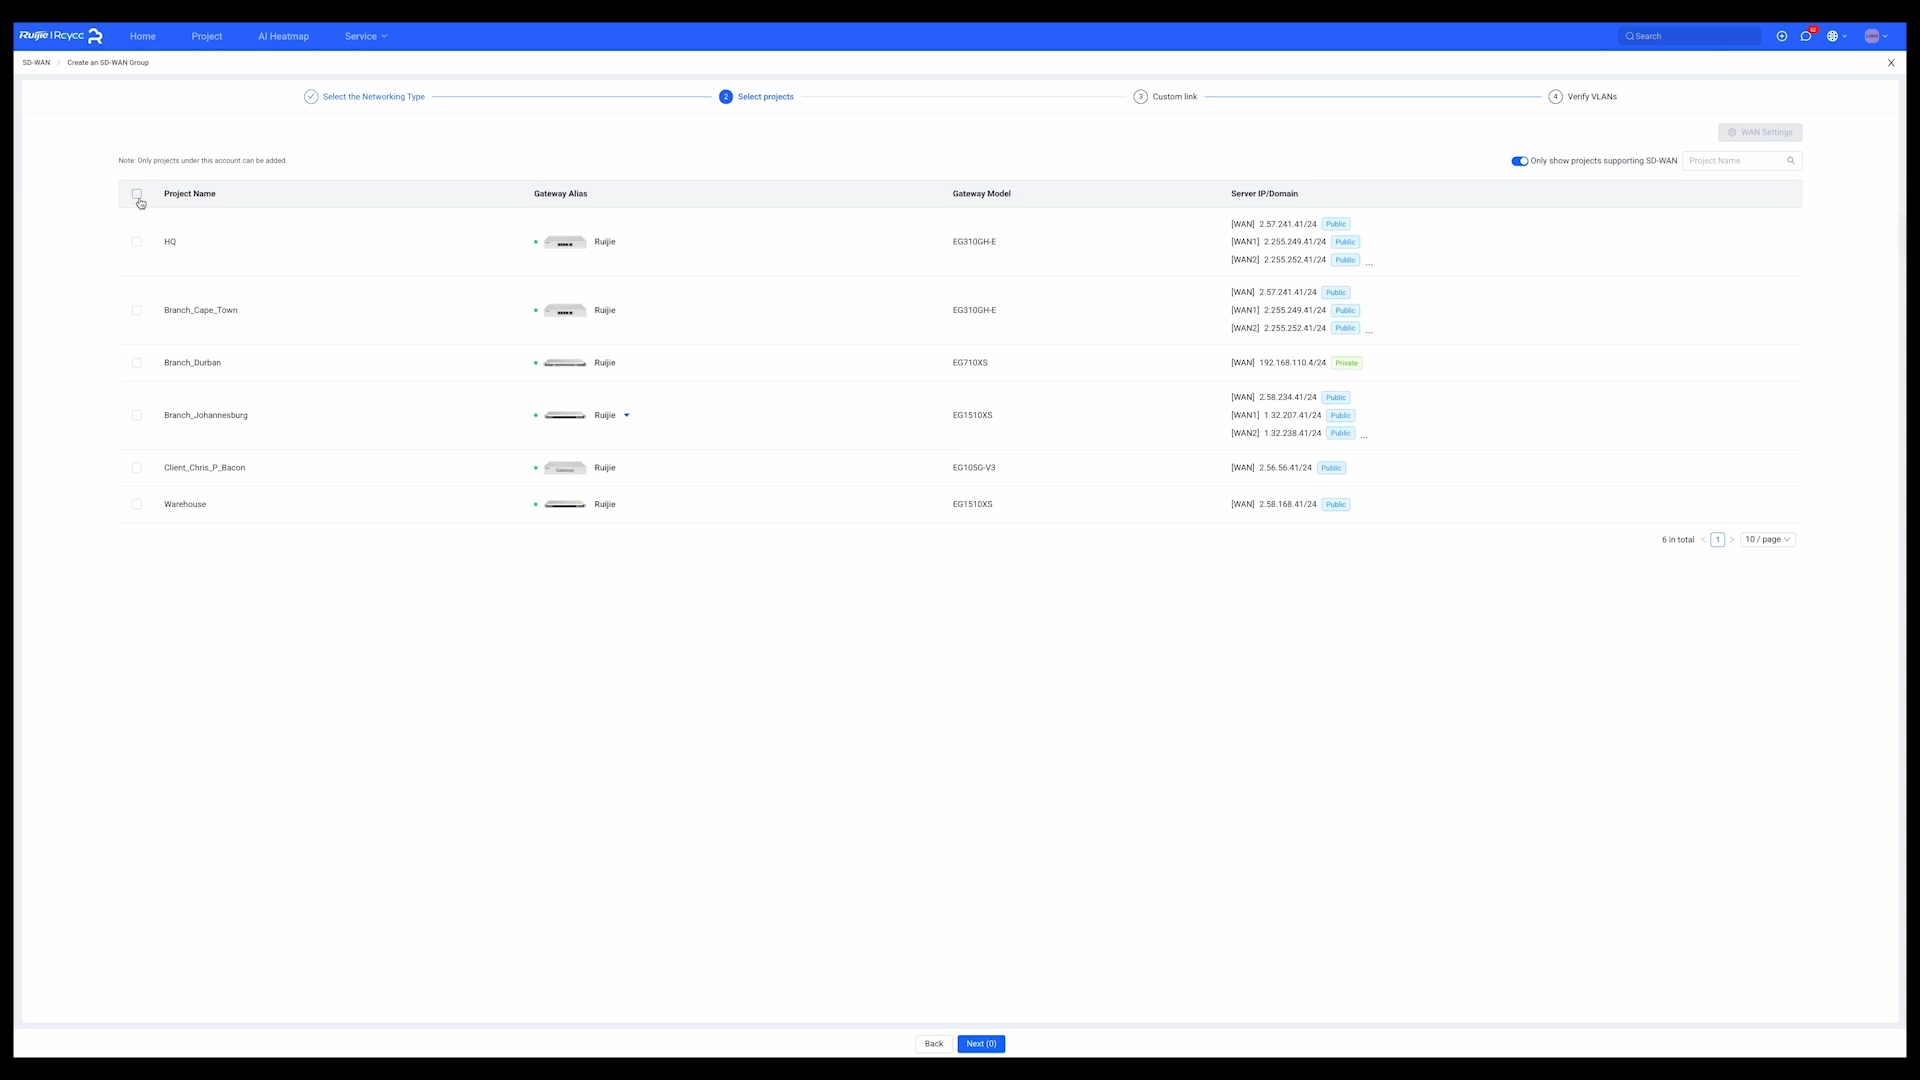 Ruijie | Rcycc
Home
Project
AI Heatmap
Service
Search
SD-WAN / Create an SD-WAN Group
X
Select the Networking Type
2 Select projects
3 Custom link
4 Verify VLANs
WAN Settings
Note: Only projects under this account can be added.
Only show projects supporting SD-WAN
Project Name
Project Name Gateway Alias Gateway Model Server IP/Domain
[WAN] 2.57.241.41/24 Public
HQ Ruijie EG310GH-E [WAN1] 2.255.249.41/24 Public
[WAN2] 2.255.252.41/24 Public ...
[WAN] 2.57.241.41/24 Public
Branch_Cape_Town Ruijie EG310GH-E [WAN1] 2.255.249.41/24 Public
[WAN2] 2.255.252.41/24 Public ...
Branch_Durban Ruijie EG710XS [WAN] 192.168.110.4/24 Private
[WAN] 2.58.234.41/24 Public
Branch_Johannesburg Ruijie EG1510XS [WAN1] 1.32.207.41/24 Public
[WAN2] 1.32.238.41/24 Public ...
Client_Chris_P_Bacon Gateway Ruijie EG105G-V3 [WAN] 2.56.56.41/24 Public
Warehouse Ruijie EG1510XS [WAN] 2.58.168.41/24 Public
6 in total < 1 > 10 / page
Back
Next (0)